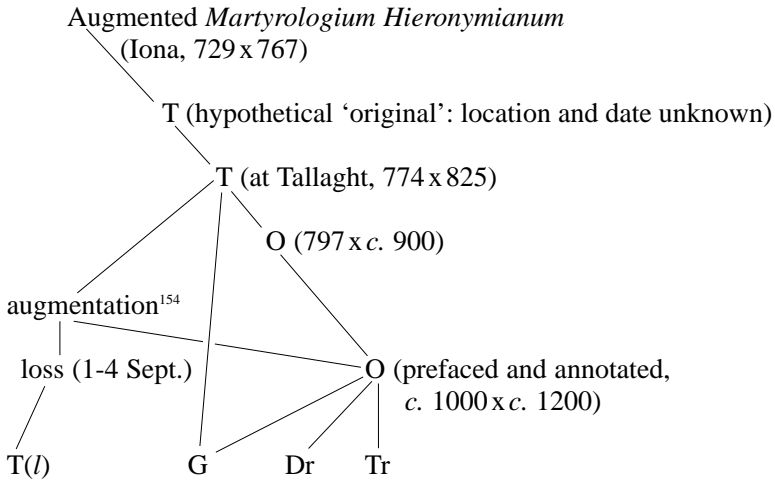 Augmented Martyrologium Hieronymianum
(Iona, 729 x 767)
T (hypothetical ‘original’: location and date unknown)
T (at Tallaght, 774 x 825)
O (797 x c. 900)
augmentation154
loss (1-4 Sept.)
O (prefaced and annotated,
c. 1000 x c. 1200)
T(l)
G
Dr
Tr